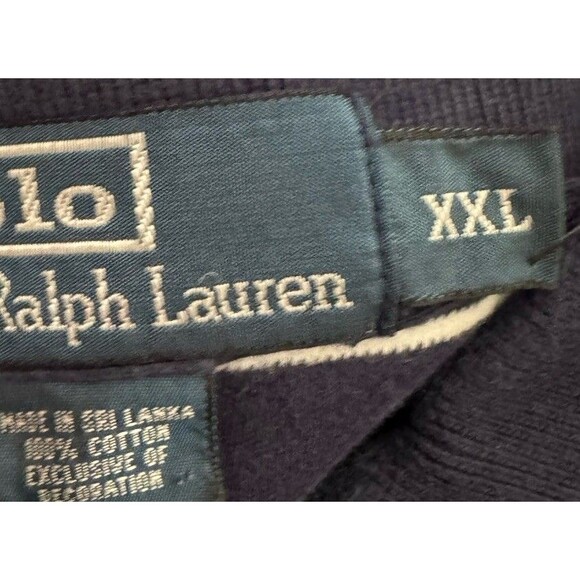 olo
Ralph Lauren
XXL
MADE IN SRI LANKA
100% COTTON
EXCLUSIVE OF
DECORATION